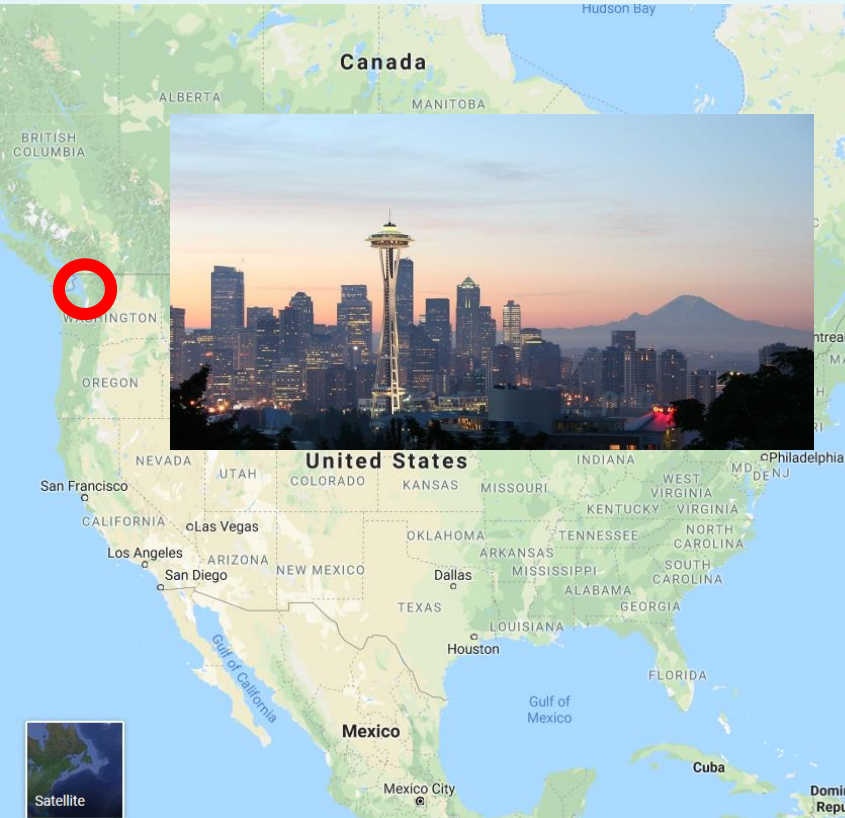 Hudson Bay
Canada
ALBERTA
MANITOBA
BRITISH
COLUMBIA
WASHINGTON
ntreal
OREGON
NEVADA
United States
INDIANA
Philadelphia
UTAH
COLORADO
KANSAS
MISSOURI
WEST
VIRGINIA
MD
DE
NJ
San Francisco
KENTUCKY
VIRGINIA
CALIFORNIA
Las Vegas
OKLAHOMA
TENNESSEE
NORTH
CAROLINA
Los Angeles
ARIZONA
NEW MEXICO
ARKANSAS
San Diego
Dallas
MISSISSIPPI
SOUTH
CAROLINA
ALABAMA
TEXAS
GEORGIA
LOUISIANA
Houston
Gulf of California
FLORIDA
Gulf of
Mexico
Mexico
Cuba
Mexico City
Satellite
Domi
Repu